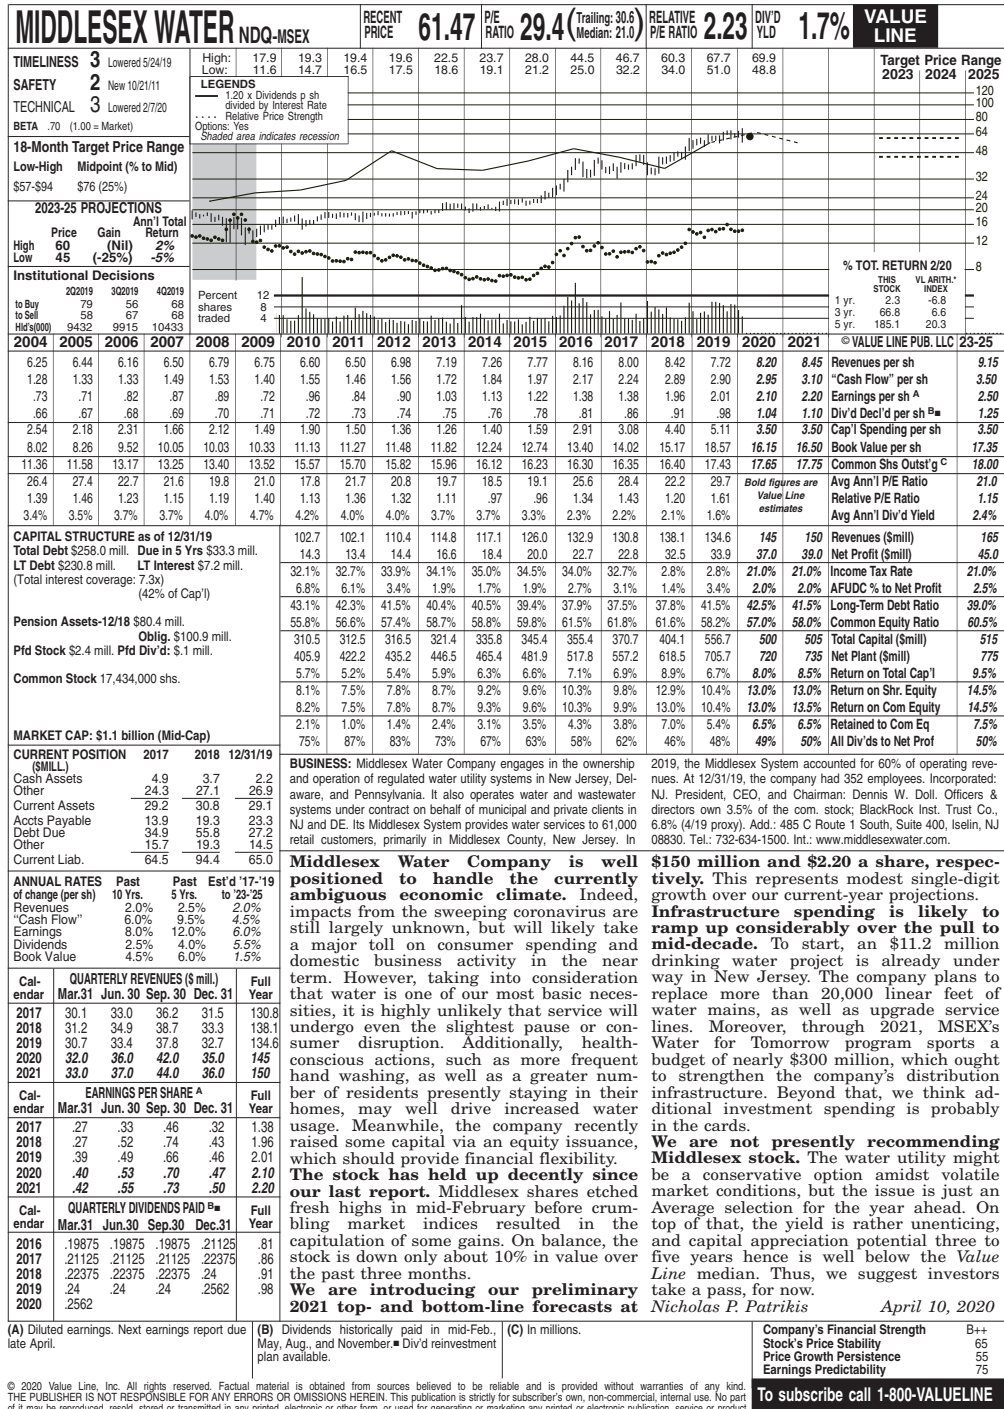 MIDDLESEX WATER NDQ-MSEX
RECENT PRICE 61.47 P/E RATIO 29.4 (Trailing: 30.6 Median: 21.0) RELATIVE P/E RATIO 2.23 DIV'D YLD 1.7% VALUE LINE
TIMELINESS 3 Lowered 5/24/19
SAFETY 2 New 10/21/11
TECHNICAL 3 Lowered 2/7/20
BETA .70 (1.00 = Market)
18-Month Target Price Range
Low-High Midpoint (% to Mid)
$57-$94 $76 (25%)
2023-25 PROJECTIONS
Ann'l Total
Price Gain Return
High 60 (Nil) 2%
Low 45 (-25%) -5%
Institutional Decisions
2Q2019 3Q2019 4Q2019
to Buy 79 56 68
to Sell 58 67 68
Hld's(000) 9432 9915 10433
High: 17.9 19.3 19.4 19.6 22.5 23.7 28.0 44.5 46.7 60.3 67.7 69.9
Low: 11.6 14.7 16.5 17.5 18.6 19.1 21.2 25.0 32.2 34.0 51.0 48.8
LEGENDS
1.20 x Dividends p sh
divided by Interest Rate
. . . . Relative Price Strength
Options: Yes
Shaded area indicates recession
Target Price Range
2023 2024 2025
120
100
80
64
48
32
24
20
16
12
8
Percent 12
shares 8
traded 4
% TOT. RETURN 2/20
THIS VL ARITH.*
STOCK INDEX
1 yr. 2.3 -6.8
3 yr. 66.8 6.6
5 yr. 185.1 20.3
2004 2005 2006 2007 2008 2009 2010 2011 2012 2013 2014 2015 2016 2017 2018 2019 2020 2021 © VALUE LINE PUB. LLC 23-25
6.25 6.44 6.16 6.50 6.79 6.75 6.60 6.50 6.98 7.19 7.26 7.77 8.16 8.00 8.42 7.72 8.20 8.45 Revenues per sh 9.15
1.28 1.33 1.33 1.49 1.53 1.40 1.55 1.46 1.56 1.72 1.84 1.97 2.17 2.24 2.89 2.90 2.95 3.10 "Cash Flow" per sh 3.50
.73 .71 .82 .87 .89 .72 .96 .84 .90 1.03 1.13 1.22 1.38 1.38 1.96 2.01 2.10 2.20 Earnings per sh A 2.50
.66 .67 .68 .69 .70 .71 .72 .73 .74 .75 .76 .78 .81 .86 .91 .98 1.04 1.10 Div'd Decl'd per sh B■ 1.25
2.54 2.18 2.31 1.66 2.12 1.49 1.90 1.50 1.36 1.26 1.40 1.59 2.91 3.08 4.40 5.11 3.50 3.50 Cap'l Spending per sh 3.50
8.02 8.26 9.52 10.05 10.03 10.33 11.13 11.27 11.48 11.82 12.24 12.74 13.40 14.02 15.17 18.57 16.15 16.50 Book Value per sh 17.35
11.36 11.58 13.17 13.25 13.40 13.52 15.57 15.70 15.82 15.96 16.12 16.23 16.30 16.35 16.40 17.43 17.65 17.75 Common Shs Outst'g C 18.00
26.4 27.4 22.7 21.6 19.8 21.0 17.8 21.7 20.8 19.7 18.5 19.1 25.6 28.4 22.2 29.7 Bold figures are Avg Ann'l P/E Ratio 21.0
1.39 1.46 1.23 1.15 1.19 1.40 1.13 1.36 1.32 1.11 .97 .96 1.34 1.43 1.20 1.61 Value Line Relative P/E Ratio 1.15
3.4% 3.5% 3.7% 3.7% 4.0% 4.7% 4.2% 4.0% 4.0% 3.7% 3.7% 3.3% 2.3% 2.2% 2.1% 1.6% estimates Avg Ann'l Div'd Yield 2.4%
CAPITAL STRUCTURE as of 12/31/19
Total Debt $258.0 mill. Due in 5 Yrs $33.3 mill.
LT Debt $230.8 mill. LT Interest $7.2 mill.
(Total interest coverage: 7.3x)
(42% of Cap'l)
Pension Assets-12/18 $80.4 mill.
Oblig. $100.9 mill.
Pfd Stock $2.4 mill. Pfd Div'd: $.1 mill.
Common Stock 17,434,000 shs.
MARKET CAP: $1.1 billion (Mid-Cap)
102.7 102.1 110.4 114.8 117.1 126.0 132.9 130.8 138.1 134.6 145 150 Revenues ($mill) 165
14.3 13.4 14.4 16.6 18.4 20.0 22.7 22.8 32.5 33.9 37.0 39.0 Net Profit ($mill) 45.0
32.1% 32.7% 33.9% 34.1% 35.0% 34.5% 34.0% 32.7% 2.8% 2.8% 21.0% 21.0% Income Tax Rate 21.0%
6.8% 6.1% 3.4% 1.9% 1.7% 1.9% 2.7% 3.1% 1.4% 3.4% 2.0% 2.0% AFUDC % to Net Profit 2.5%
43.1% 42.3% 41.5% 40.4% 40.5% 39.4% 37.9% 37.5% 37.8% 41.5% 42.5% 41.5% Long-Term Debt Ratio 39.0%
55.8% 56.6% 57.4% 58.7% 58.8% 59.8% 61.5% 61.8% 61.6% 58.2% 57.0% 58.0% Common Equity Ratio 60.5%
310.5 312.5 316.5 321.4 335.8 345.4 355.4 370.7 404.1 556.7 500 505 Total Capital ($mill) 515
405.9 422.2 435.2 446.5 465.4 481.9 517.8 557.2 618.5 705.7 720 735 Net Plant ($mill) 775
5.7% 5.2% 5.4% 5.9% 6.3% 6.6% 7.1% 6.9% 8.9% 6.7% 8.0% 8.5% Return on Total Cap'l 9.5%
8.1% 7.5% 7.8% 8.7% 9.2% 9.6% 10.3% 9.8% 12.9% 10.4% 13.0% 13.0% Return on Shr. Equity 14.5%
8.2% 7.5% 7.8% 8.7% 9.3% 9.6% 10.3% 9.9% 13.0% 10.4% 13.0% 13.5% Return on Com Equity 14.5%
2.1% 1.0% 1.4% 2.4% 3.1% 3.5% 4.3% 3.8% 7.0% 5.4% 6.5% 6.5% Retained to Com Eq 7.5%
75% 87% 83% 73% 67% 63% 58% 62% 46% 48% 49% 50% All Div'ds to Net Prof 50%
CURRENT POSITION 2017 2018 12/31/19
($MILL.)
Cash Assets 4.9 3.7 2.2
Other 24.3 27.1 26.9
Current Assets 29.2 30.8 29.1
Accts Payable 13.9 19.3 23.3
Debt Due 34.9 55.8 27.2
Other 15.7 19.3 14.5
Current Liab. 64.5 94.4 65.0
ANNUAL RATES Past Past Est'd '17-'19
of change (per sh) 10 Yrs. 5 Yrs. to '23-'25
Revenues 2.0% 2.5% 2.0%
"Cash Flow" 6.0% 9.5% 4.5%
Earnings 8.0% 12.0% 6.0%
Dividends 2.5% 4.0% 5.5%
Book Value 4.5% 6.0% 1.5%
Cal- QUARTERLY REVENUES ($ mill.) Full
endar Mar.31 Jun. 30 Sep. 30 Dec. 31 Year
2017 30.1 33.0 36.2 31.5 130.8
2018 31.2 34.9 38.7 33.3 138.1
2019 30.7 33.4 37.8 32.7 134.6
2020 32.0 36.0 42.0 35.0 145
2021 33.0 37.0 44.0 36.0 150
Cal- EARNINGS PER SHARE A Full
endar Mar.31 Jun. 30 Sep. 30 Dec. 31 Year
2017 .27 .33 .46 .32 1.38
2018 .27 .52 .74 .43 1.96
2019 .39 .49 .66 .46 2.01
2020 .40 .53 .70 .47 2.10
2021 .42 .55 .73 .50 2.20
Cal- QUARTERLY DIVIDENDS PAID B■ Full
endar Mar.31 Jun.30 Sep.30 Dec.31 Year
2016 .19875 .19875 .19875 .21125 .81
2017 .21125 .21125 .21125 .22375 .86
2018 .22375 .22375 .22375 .24 .91
2019 .24 .24 .24 .2562 .98
2020 .2562
BUSINESS: Middlesex Water Company engages in the ownership
and operation of regulated water utility systems in New Jersey, Del-
aware, and Pennsylvania. It also operates water and wastewater
systems under contract on behalf of municipal and private clients in
NJ and DE. Its Middlesex System provides water services to 61,000
retail customers, primarily in Middlesex County, New Jersey. In
2019, the Middlesex System accounted for 60% of operating reve-
nues. At 12/31/19, the company had 352 employees. Incorporated:
NJ. President, CEO, and Chairman: Dennis W. Doll. Officers &
directors own 3.5% of the com. stock; BlackRock Inst. Trust Co.,
6.8% (4/19 proxy). Add.: 485 C Route 1 South, Suite 400, Iselin, NJ
08830. Tel.: 732-634-1500. Int.: www.middlesexwater.com.
Middlesex Water Company is well
positioned to handle the currently
ambiguous economic climate. Indeed,
impacts from the sweeping coronavirus are
still largely unknown, but will likely take
a major toll on consumer spending and
domestic business activity in the near
term. However, taking into consideration
that water is one of our most basic neces-
sities, it is highly unlikely that service will
undergo even the slightest pause or con-
sumer disruption. Additionally, health-
conscious actions, such as more frequent
hand washing, as well as a greater num-
ber of residents presently staying in their
homes, may well drive increased water
usage. Meanwhile, the company recently
raised some capital via an equity issuance,
which should provide financial flexibility.
The stock has held up decently since
our last report. Middlesex shares etched
fresh highs in mid-February before crum-
bling market indices resulted in the
capitulation of some gains. On balance, the
stock is down only about 10% in value over
the past three months.
We are introducing our preliminary
2021 top- and bottom-line forecasts at
$150 million and $2.20 a share, respec-
tively. This represents modest single-digit
growth over our current-year projections.
Infrastructure spending is likely to
ramp up considerably over the pull to
mid-decade. To start, an $11.2 million
drinking water project is already under
way in New Jersey. The company plans to
replace more than 20,000 linear feet of
water mains, as well as upgrade service
lines. Moreover, through 2021, MSEX's
Water for Tomorrow program sports a
budget of nearly $300 million, which ought
to strengthen the company's distribution
infrastructure. Beyond that, we think ad-
ditional investment spending is probably
in the cards.
We are not presently recommending
Middlesex stock. The water utility might
be a conservative option amidst volatile
market conditions, but the issue is just an
Average selection for the year ahead. On
top of that, the yield is rather unenticing,
and capital appreciation potential three to
five years hence is well below the Value
Line median. Thus, we suggest investors
take a pass, for now.
Nicholas P. Patrikis April 10, 2020
(A) Diluted earnings. Next earnings report due
late April.
(B) Dividends historically paid in mid-Feb.,
May, Aug., and November.■ Div'd reinvestment
plan available.
(C) In millions.
Company's Financial Strength B++
Stock's Price Stability 65
Price Growth Persistence 55
Earnings Predictability 75
© 2020 Value Line, Inc. All rights reserved. Factual material is obtained from sources believed to be reliable and is provided without warranties of any kind.
THE PUBLISHER IS NOT RESPONSIBLE FOR ANY ERRORS OR OMISSIONS HEREIN. This publication is strictly for subscriber's own, non-commercial, internal use. No part
of it may be reproduced, resold, stored or transmitted in any printed, electronic or other form, or used for generating or marketing any printed or electronic publication, service or product.
To subscribe call 1-800-VALUELINE